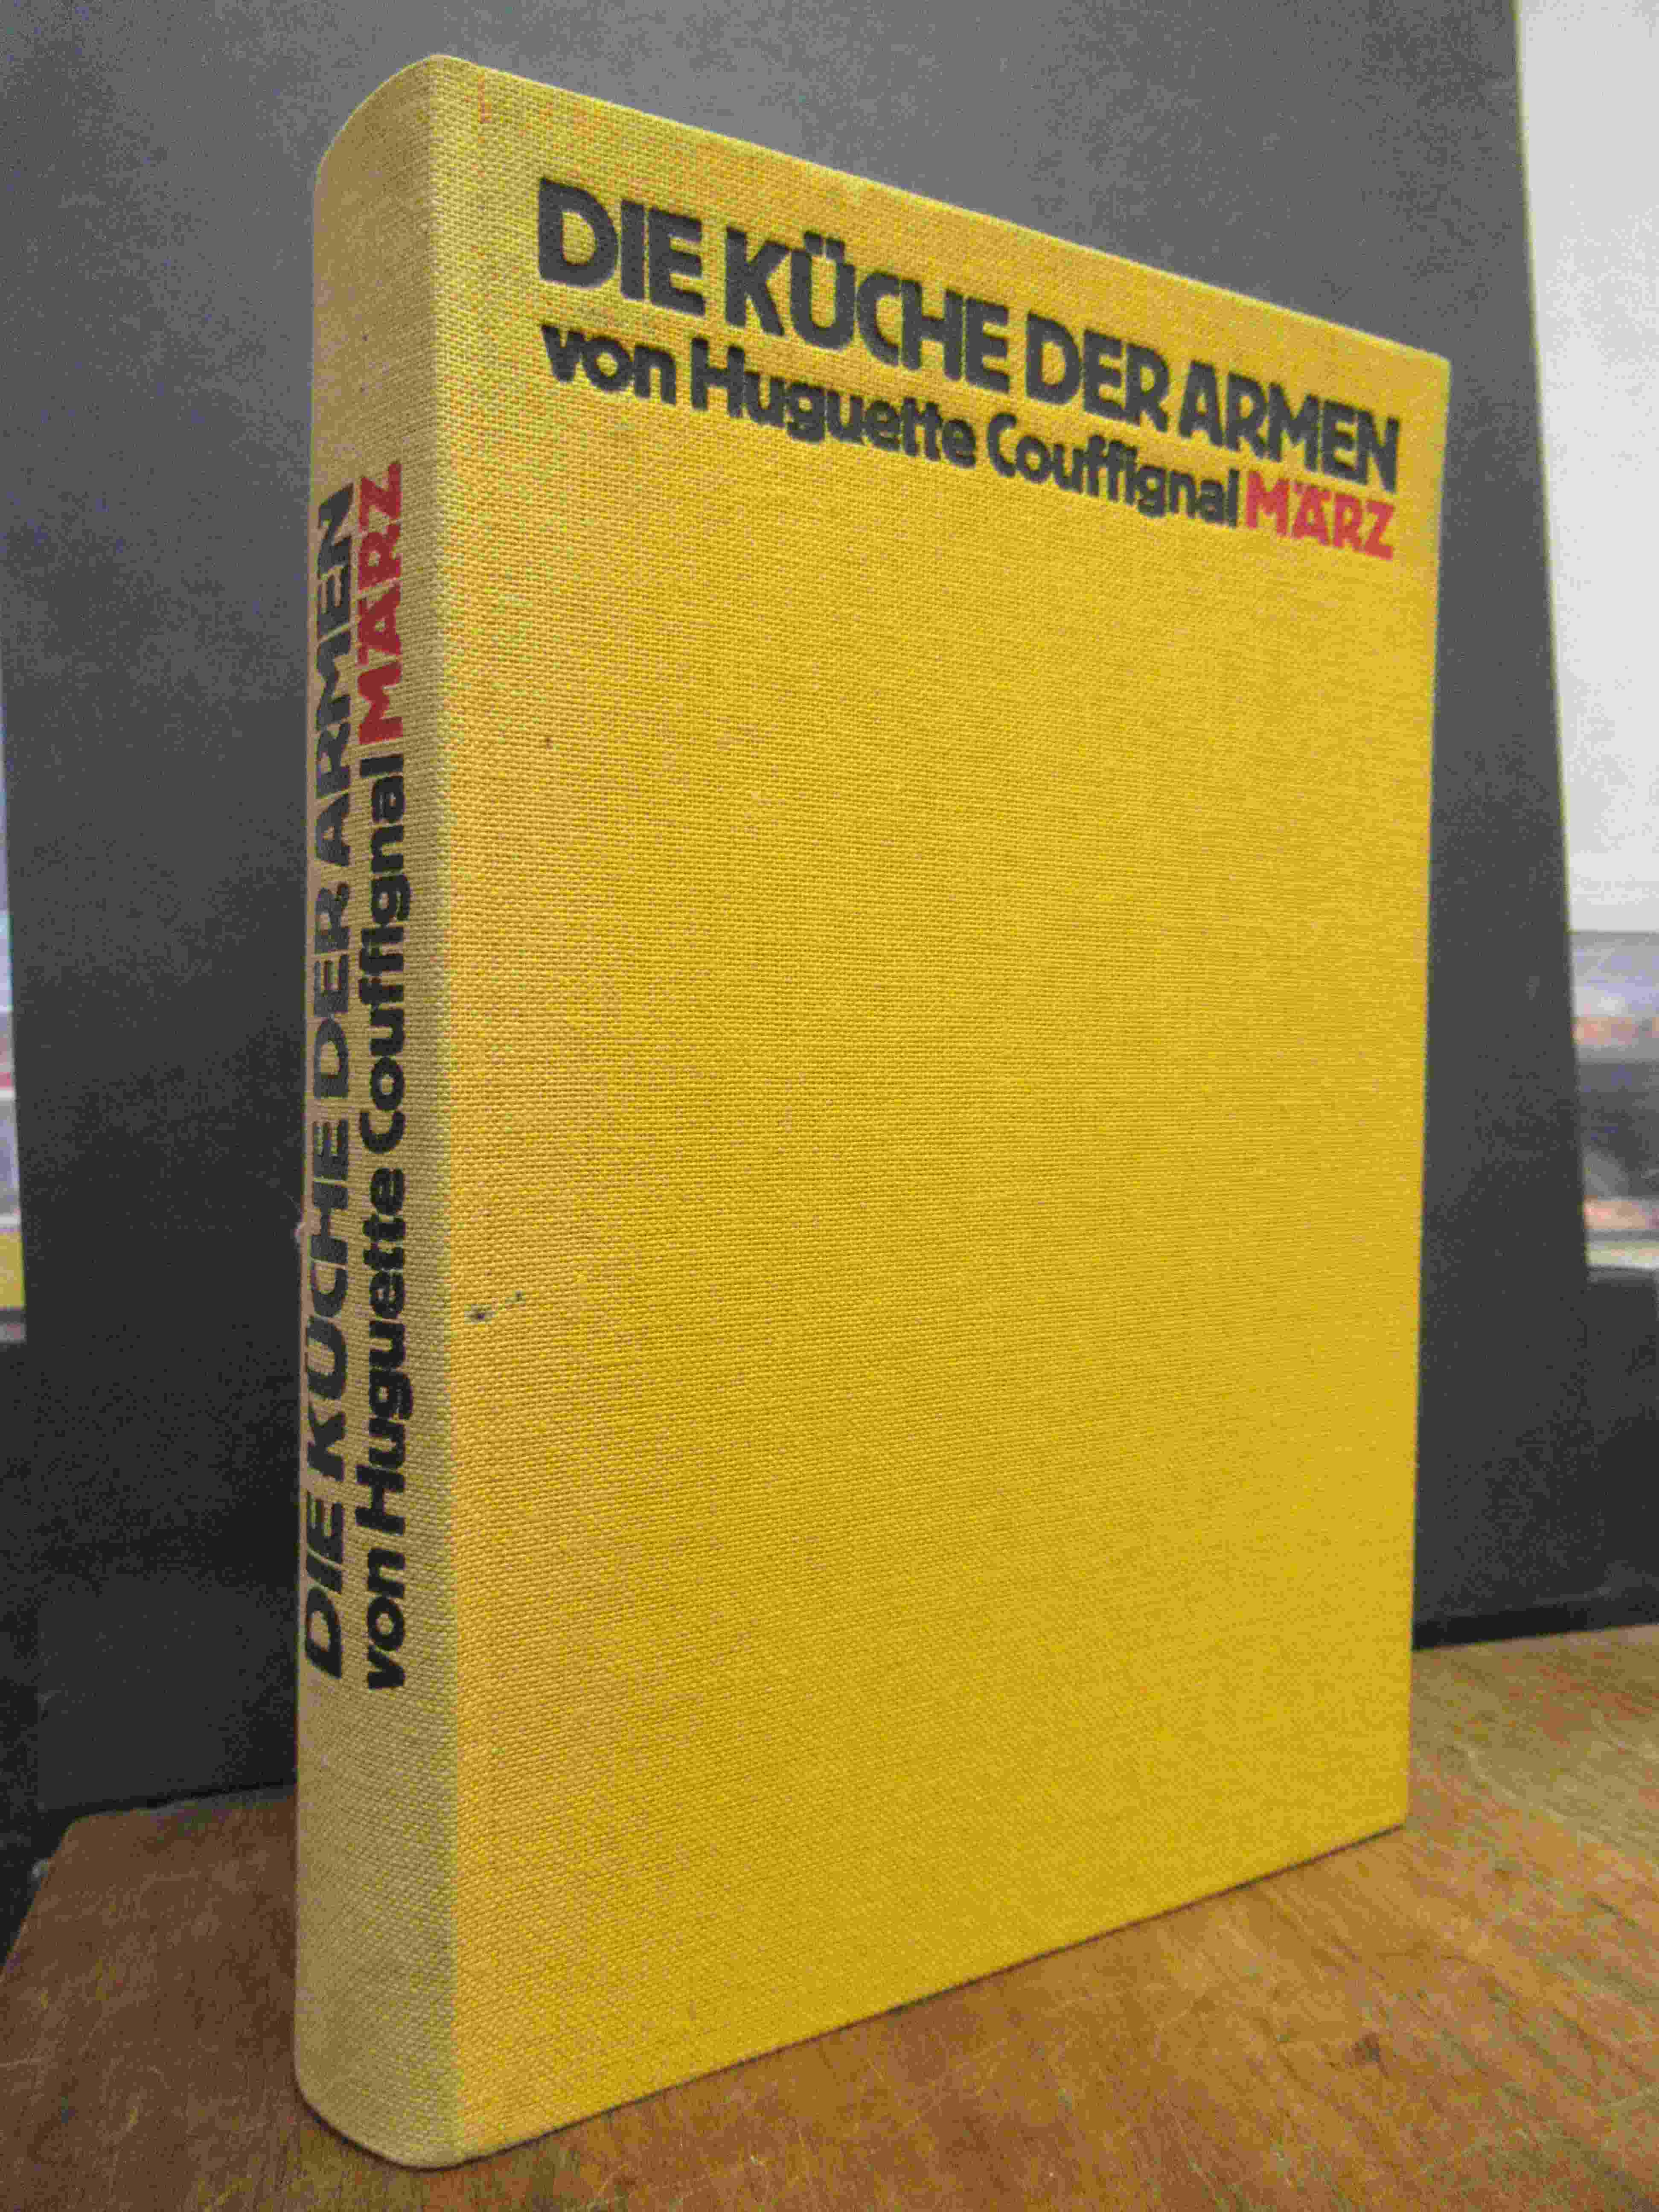 DIE KÜCHE DER ARMEN
von Huguette Couffignal MÄRZ
DIE KÜCHE DER ARMEN
von Huguette Couffignal MÄRZ